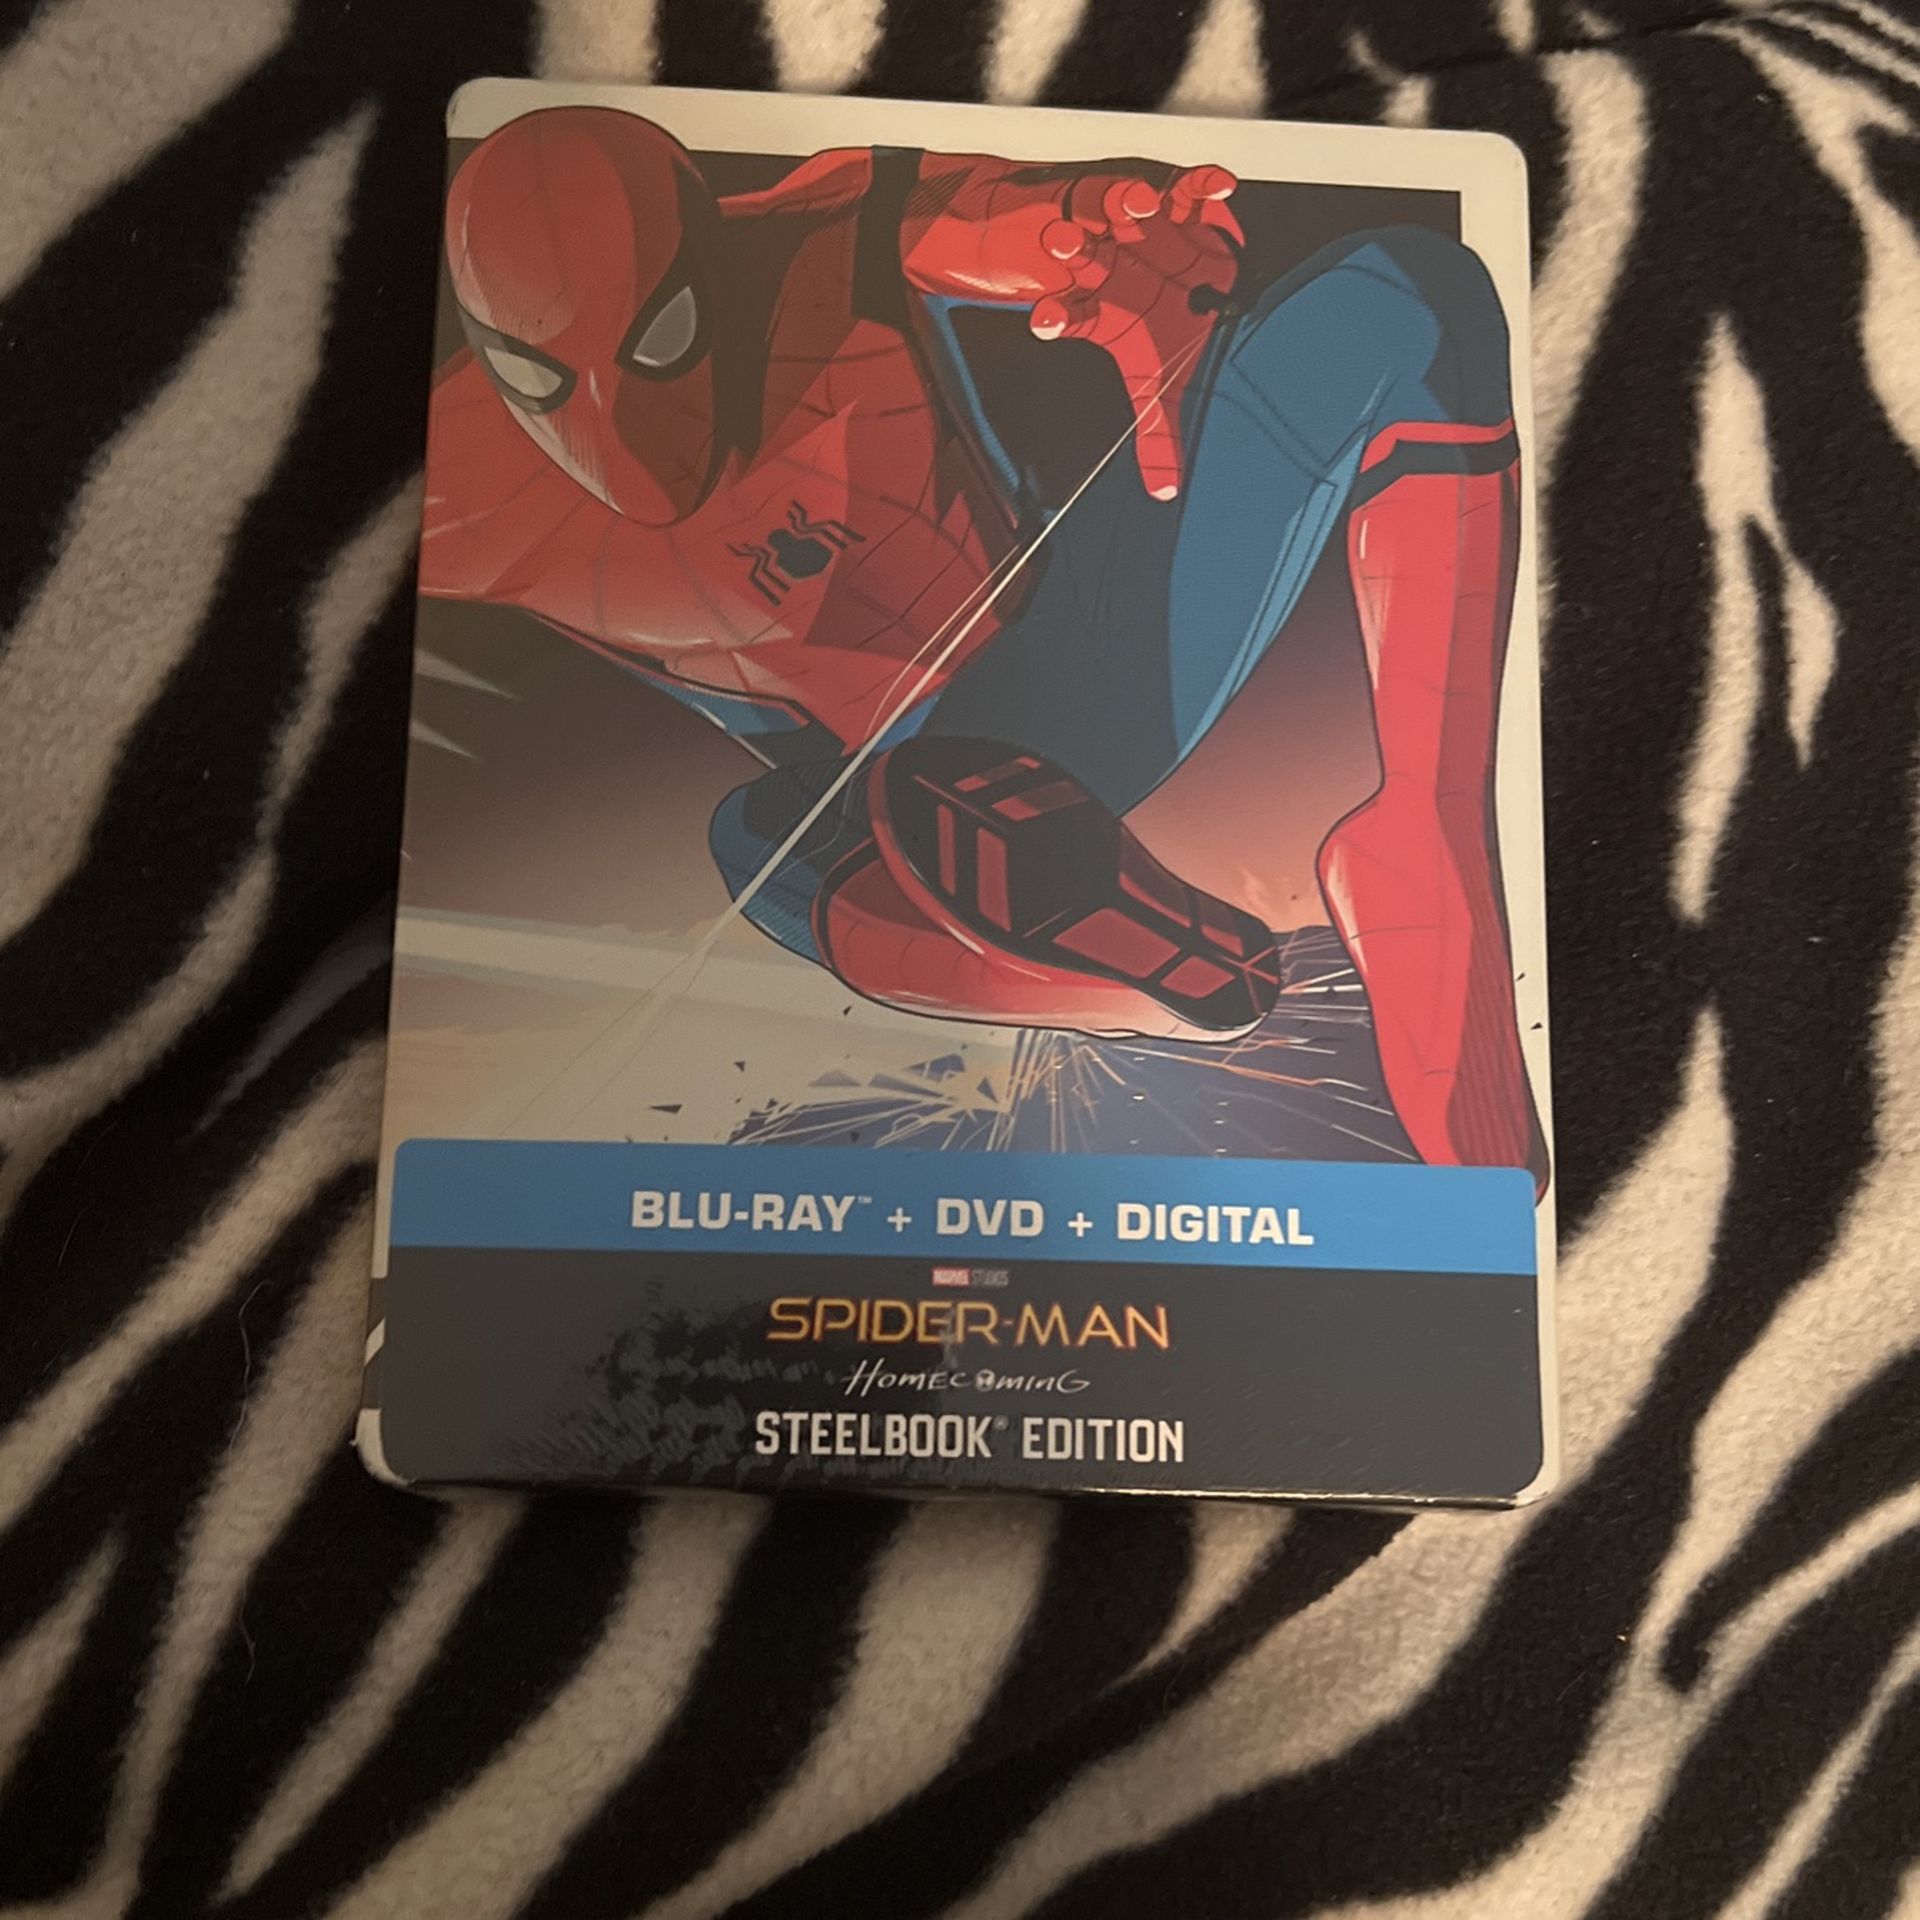 BLU-RAY™ + DVD + DIGITAL
MARVEL STUDIOS
SPIDER-MAN
HOMECOMING
STEELBOOK® EDITION